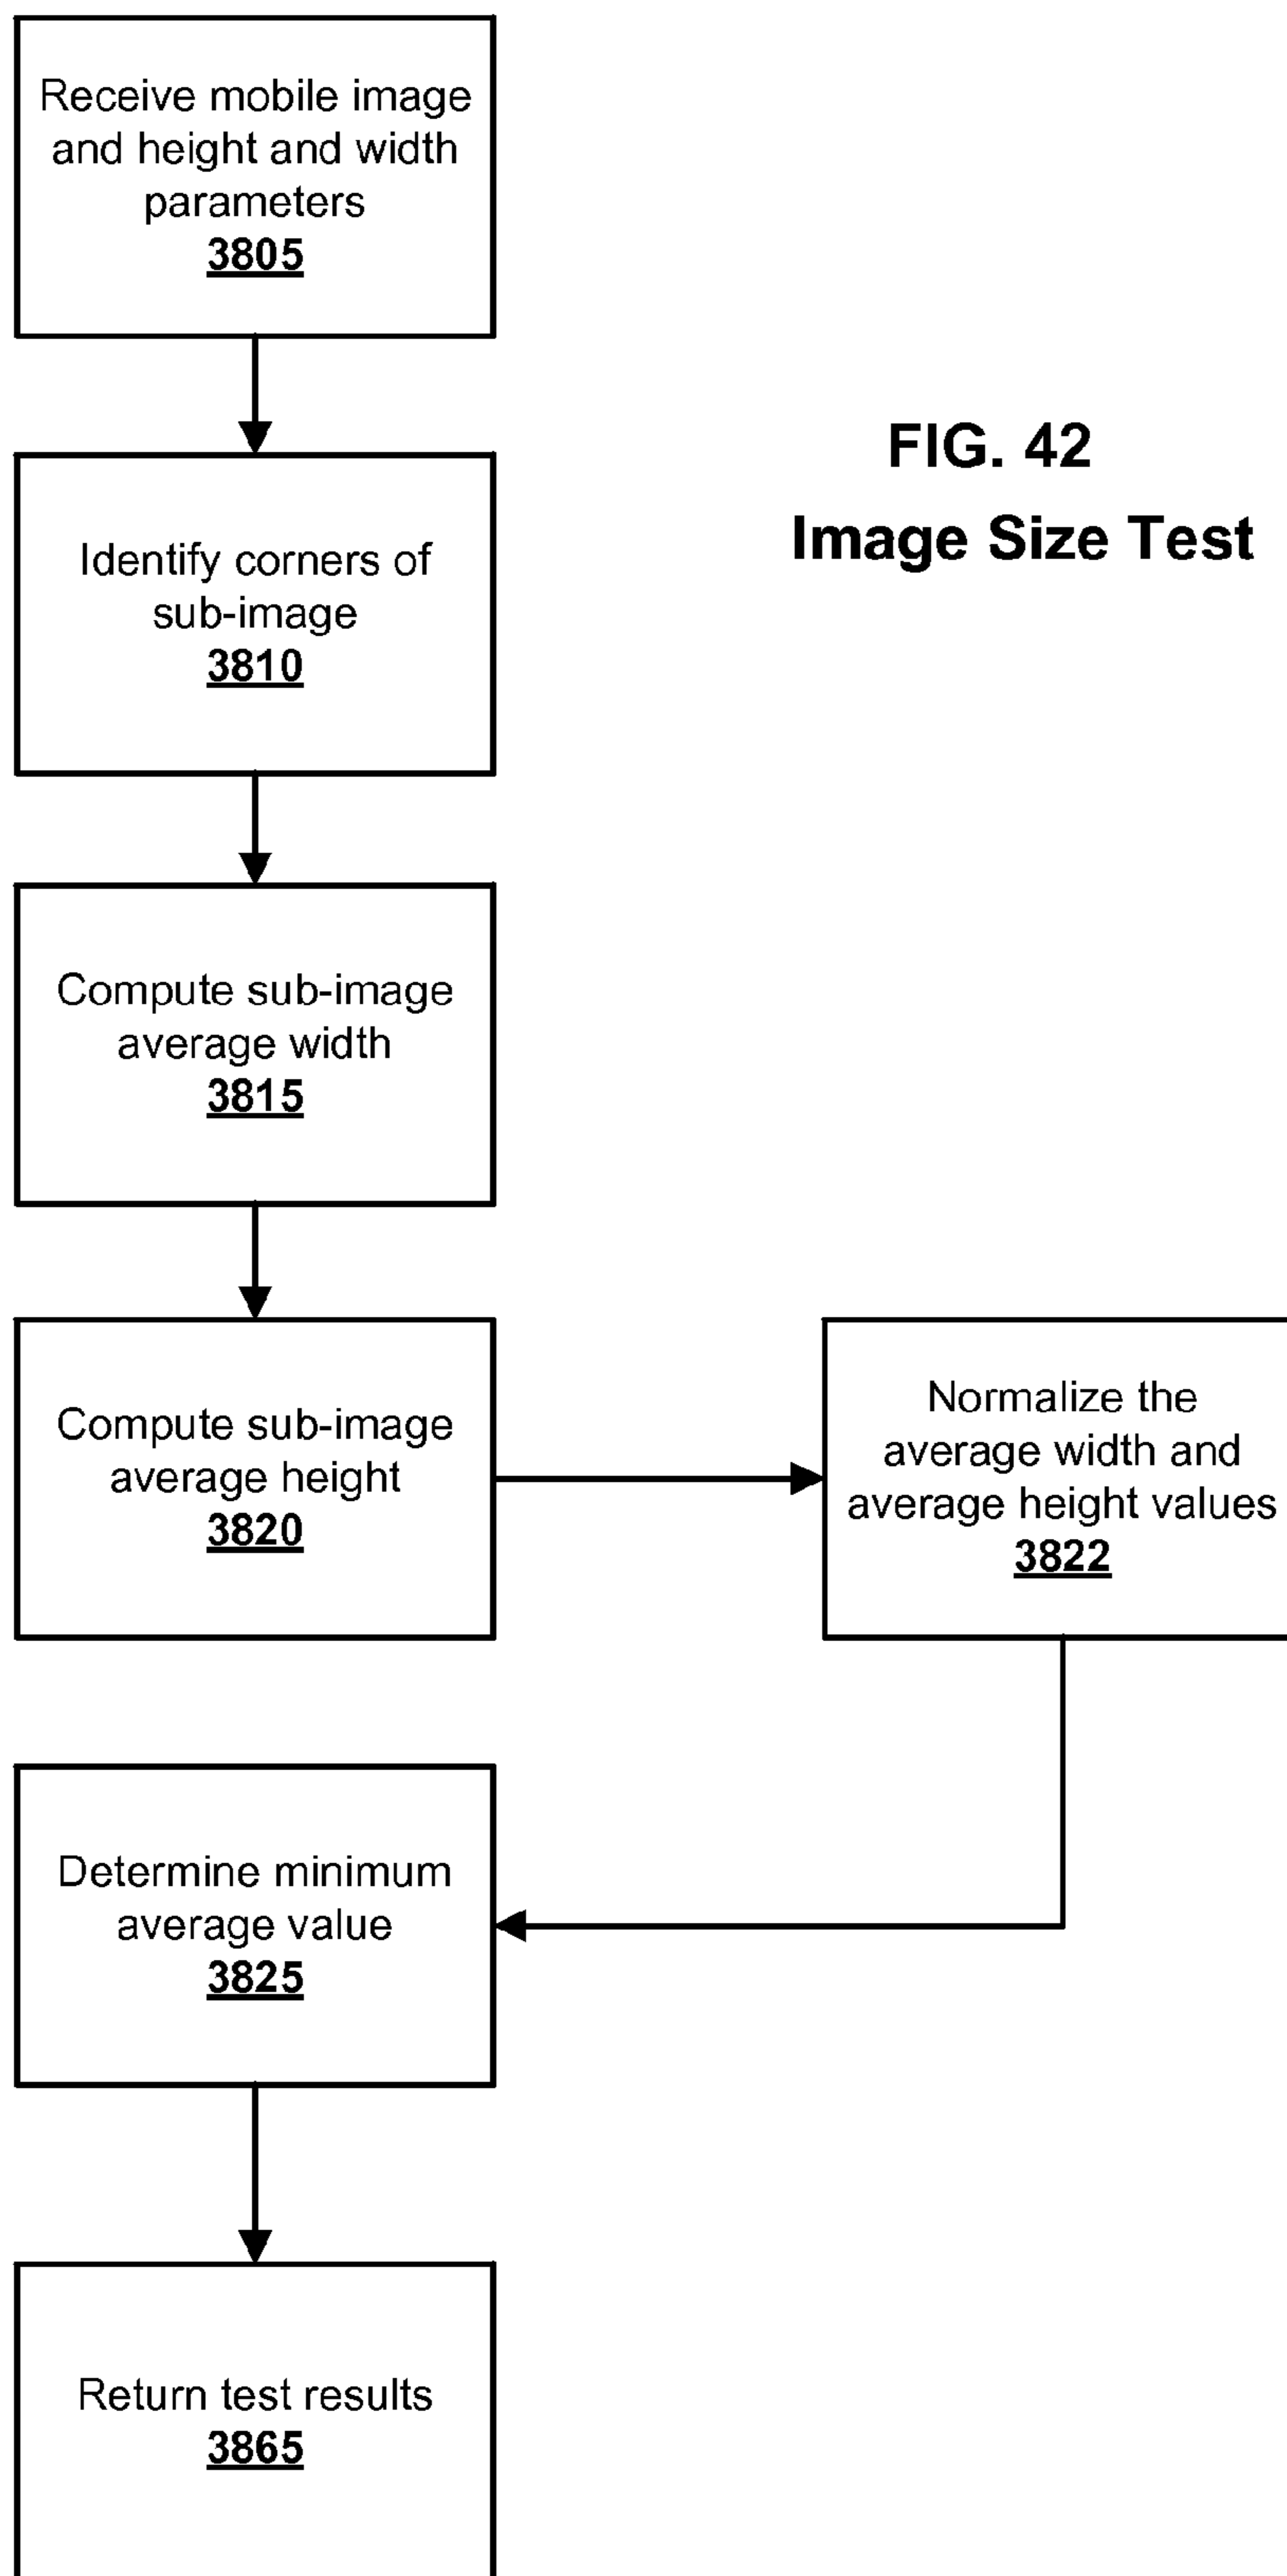 Receive mobile image
and height and width
parameters
3805
FIG. 42
Image Size Test
Identify corners of
sub-image
3810
Compute sub-image
average width
3815
Compute sub-image
average height
3820
Normalize the
average width and
average height values
3822
Determine minimum
average value
3825
Return test results
3865